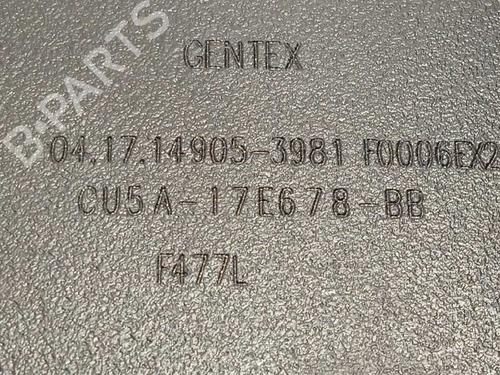 B-PARTS
GENTEX
04.17.14905-3981 F0006EX2
CU5A-17E678-BB
F477L